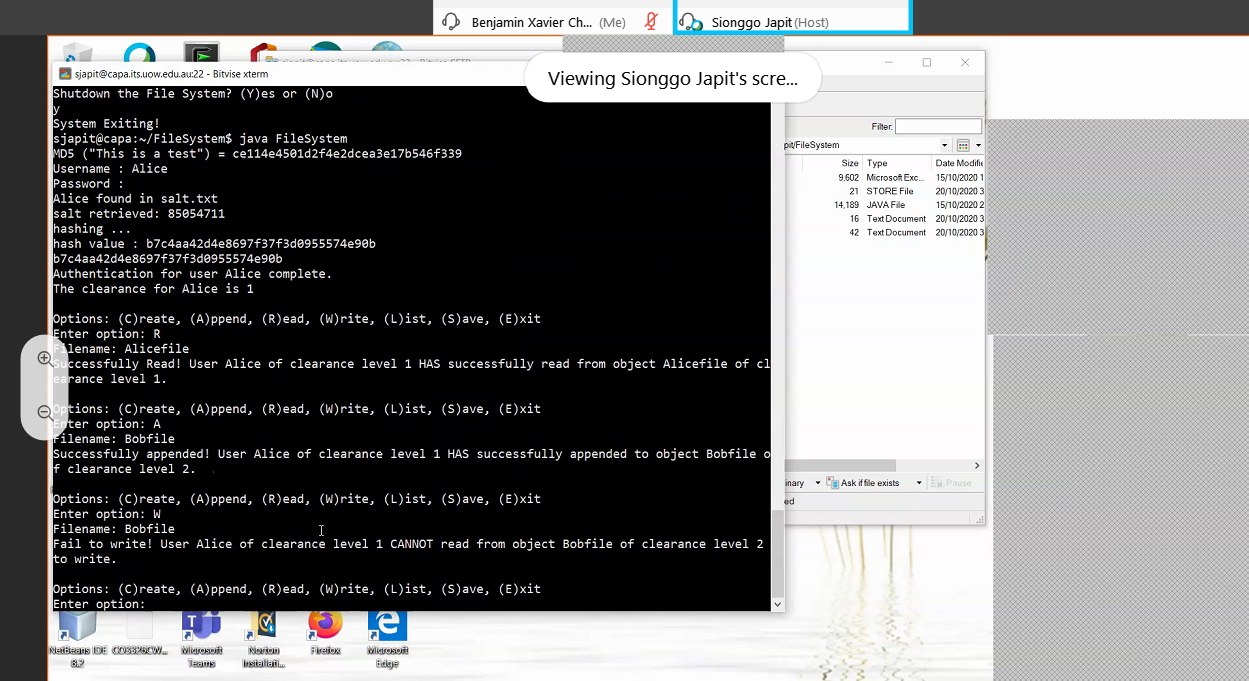 Benjamin Xavier Ch... (Me)
Sionggo Japit (Host)
Viewing Sionggo Japit's scre...
sjapit@capa.its.uow.edu.au:22 - Bitvise xterm
Shutdown the File System? (Y)es or (N)o
y
System Exiting!
sjapit@capa:~/FileSystem$ java FileSystem
MD5 ("This is a test") = ce114e4501d2f4e2dcea3e17b546f339
Username : Alice
Password :
Alice found in salt.txt
salt retrieved: 85054711
hashing ...
hash value : b7c4aa42d4e8697f37f3d0955574e90b
b7c4aa42d4e8697f37f3d0955574e90b
Authentication for user Alice complete.
The clearance for Alice is 1
Options: (C)reate, (A)ppend, (R)ead, (W)rite, (L)ist, (S)ave, (E)xit
Enter option: R
Filename: Alicefile
Successfully Read! User Alice of clearance level 1 HAS successfully read from object Alicefile of cl
earance level 1.
Options: (C)reate, (A)ppend, (R)ead, (W)rite, (L)ist, (S)ave, (E)xit
Enter option: A
Filename: Bobfile
Successfully appended! User Alice of clearance level 1 HAS successfully appended to object Bobfile o
f clearance level 2.
Options: (C)reate, (A)ppend, (R)ead, (W)rite, (L)ist, (S)ave, (E)xit
Enter option: W
Filename: Bobfile
Fail to write! User Alice of clearance level 1 CANNOT read from object Bobfile of clearance level 2
to write.
Options: (C)reate, (A)ppend, (R)ead, (W)rite, (L)ist, (S)ave, (E)xit
Enter option:
Filter:
pit/FileSystem
Size Type Date Modifie
9,602 Microsoft Exc... 15/10/2020 1
21 STORE File 20/10/2020 3
14,189 JAVA File 15/10/2020 2
16 Text Document 20/10/2020 3
42 Text Document 20/10/2020 3
inary Ask if file exists Pause
ed
NetBeans IDE 8.2
Microsoft Teams
Norton Installati...
Firefox
Microsoft Edge